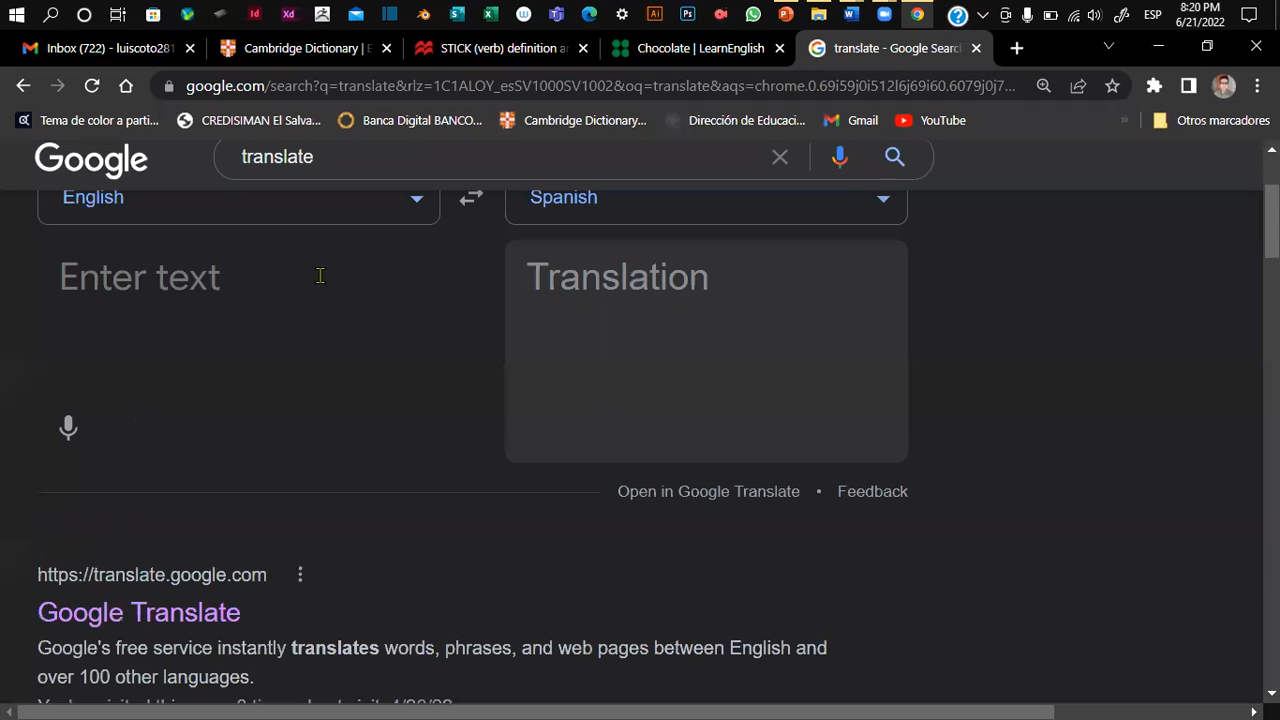 ESP
8:20 PM
6/21/2022
Inbox (722) - luiscoto281
Cambridge Dictionary | E
STICK (verb) definition an
Chocolate | LearnEnglish
translate - Google Search
google.com/search?q=translate&rlz=1C1ALOY_esSV1000SV1002&oq=translate&aqs=chrome.0.69i59j0i512l6j69i60.6079j0j7...
Tema de color a parti...
CREDISIMAN El Salva...
Banca Digital BANCO...
Cambridge Dictionary...
Dirección de Educaci...
Gmail
YouTube
Otros marcadores
Google
translate
English
Spanish
Enter text
Translation
Open in Google Translate • Feedback
https://translate.google.com
Google Translate
Google's free service instantly translates words, phrases, and web pages between English and
over 100 other languages.